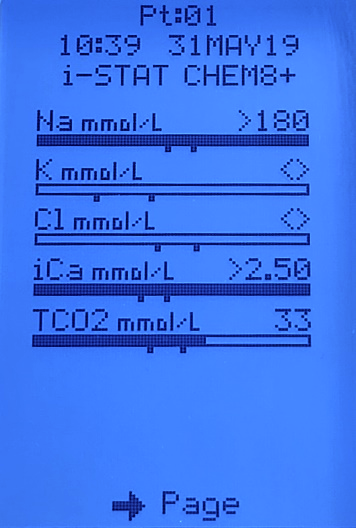 Pt:01
10:39 31MAY19
i-STAT CHEM8+
Na mmol/L >180
K mmol/L <>
Cl mmol/L <>
iCa mmol/L >2.50
TCO2 mmol/L 33
→ Page